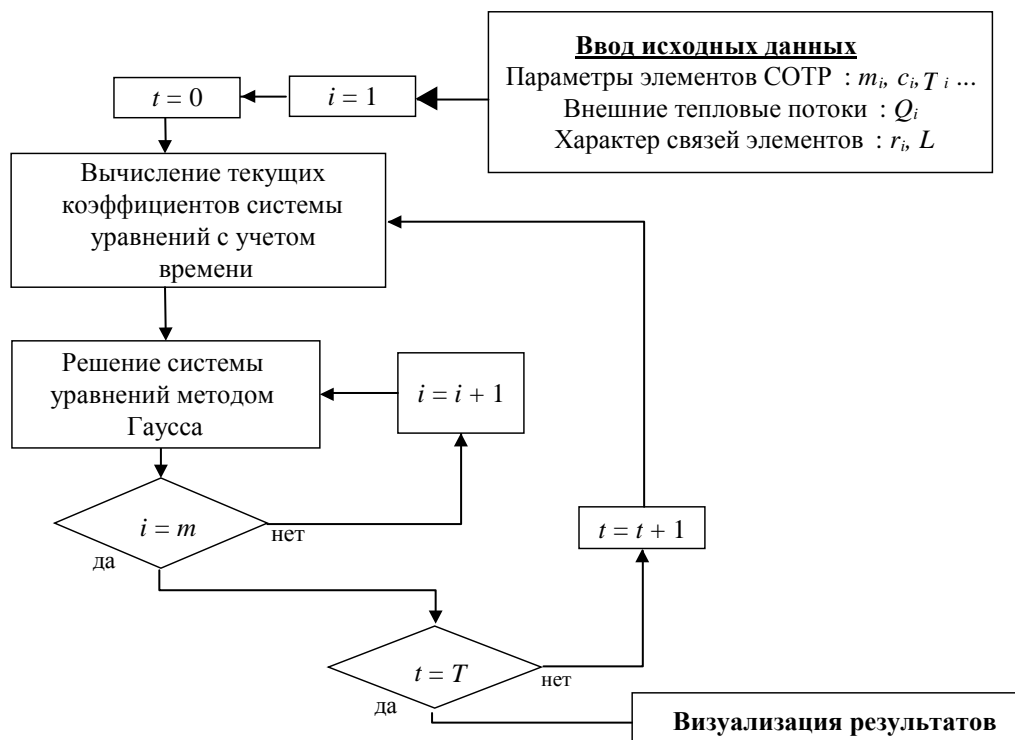 Ввод исходных данных
Параметры элементов СОТР : mᵢ, cᵢ, T ᵢ ...
Внешние тепловые потоки : Qᵢ
Характер связей элементов : rᵢ, L
i = 1
t = 0
Вычисление текущих
коэффициентов системы
уравнений с учетом
времени
Решение системы
уравнений методом
Гаусса
i = i + 1
i = m
нет
да
t = t + 1
t = T
нет
да
Визуализация результатов